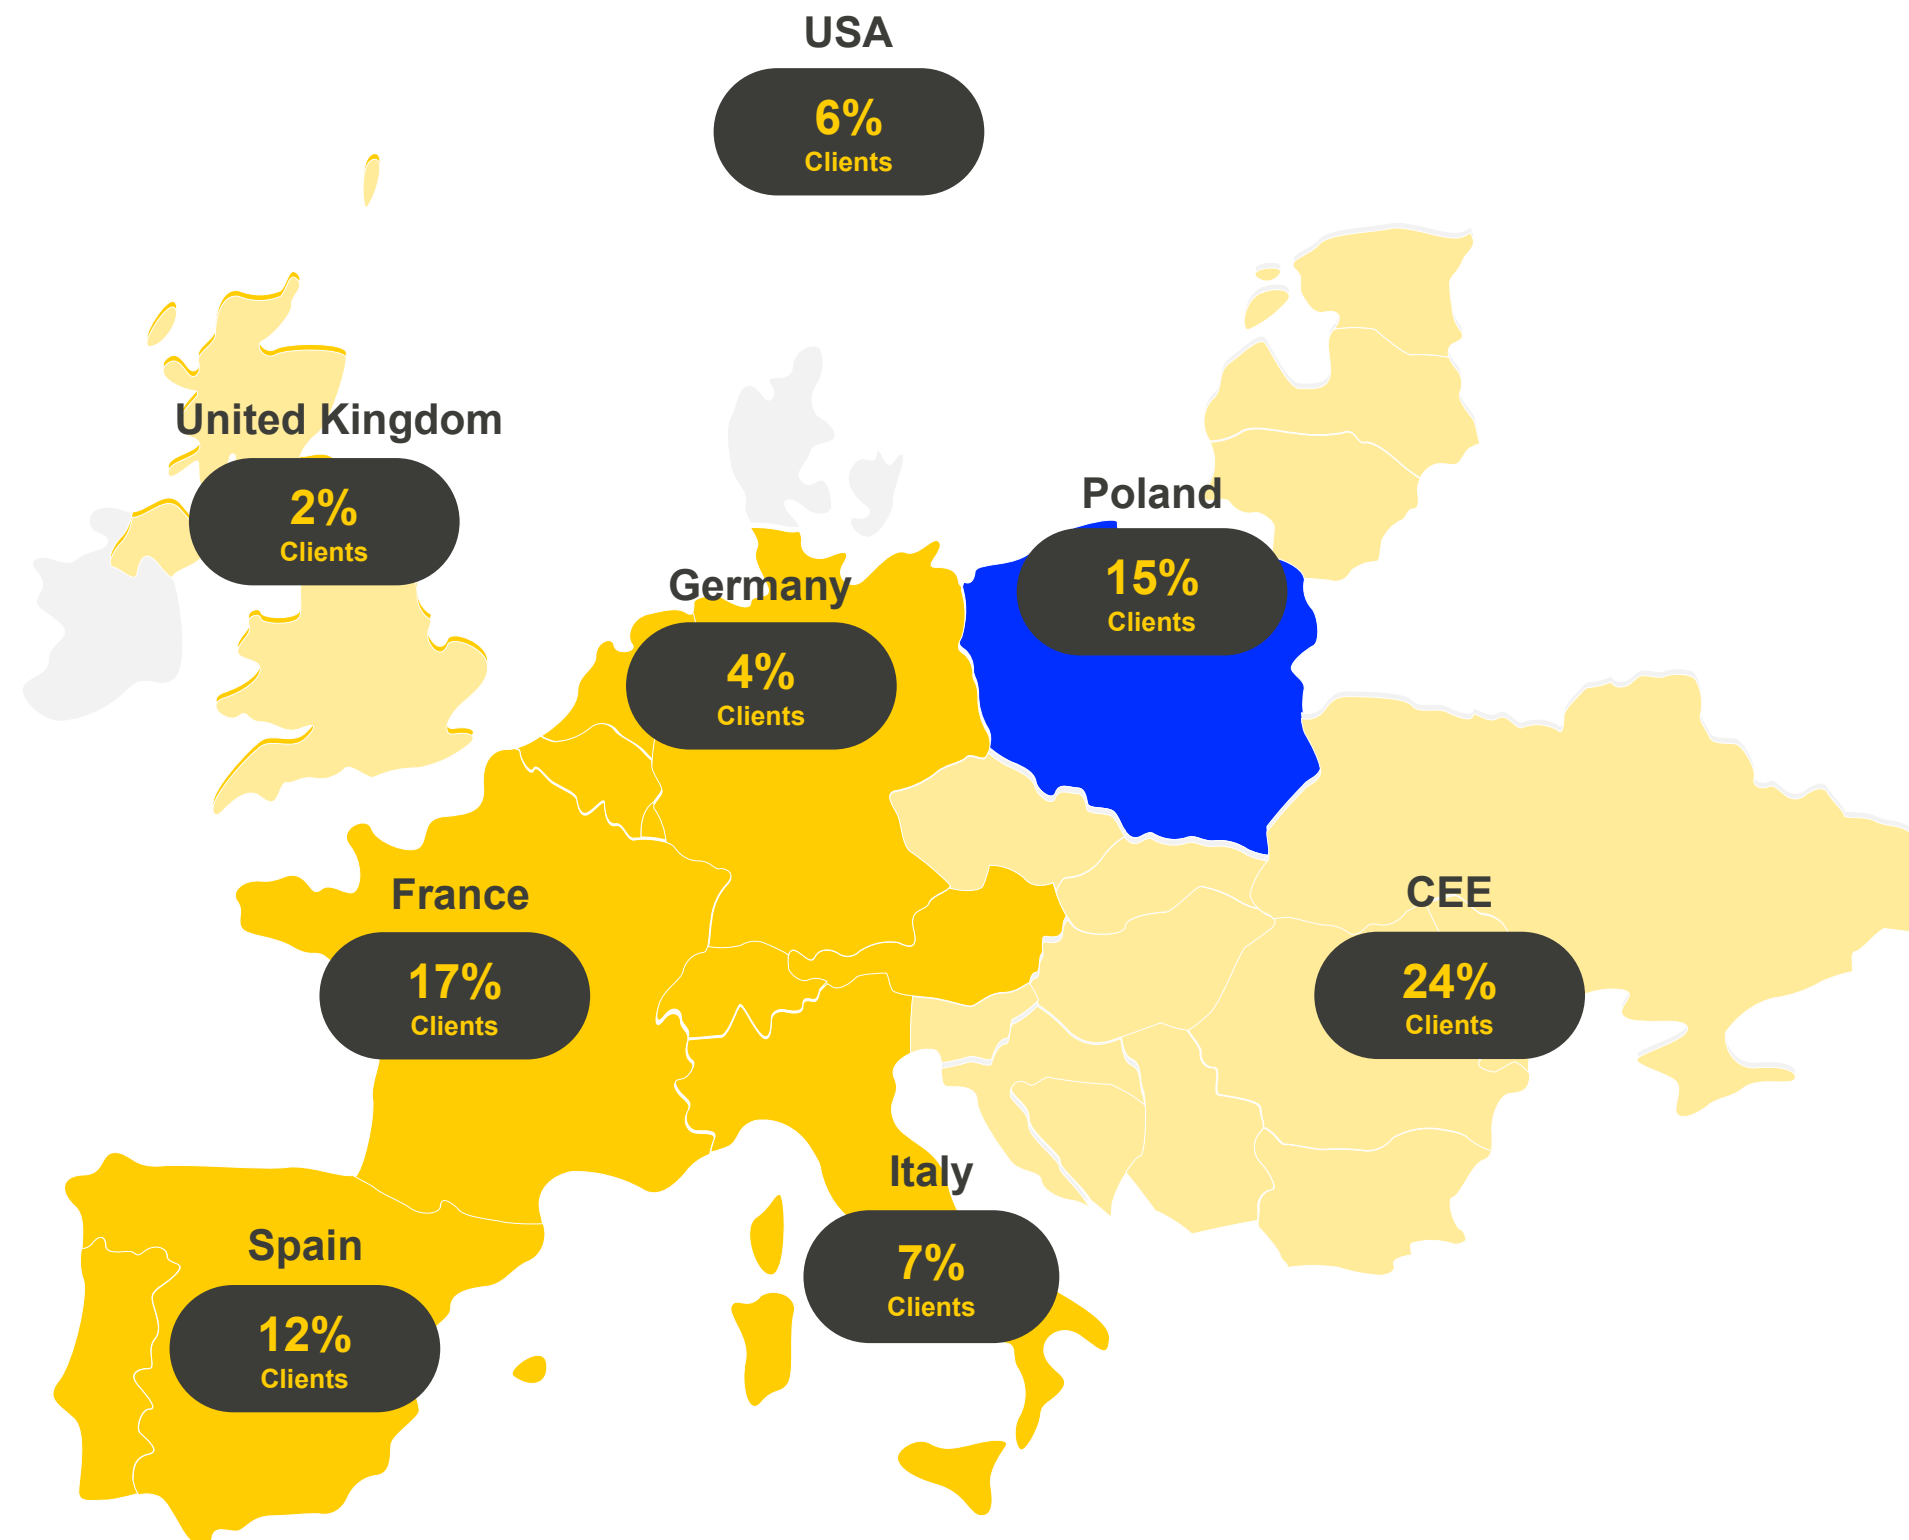 USA
6%
Clients
United Kingdom
2%
Clients
Poland
15%
Clients
Germany
4%
Clients
France
17%
Clients
CEE
24%
Clients
Italy
7%
Clients
Spain
12%
Clients